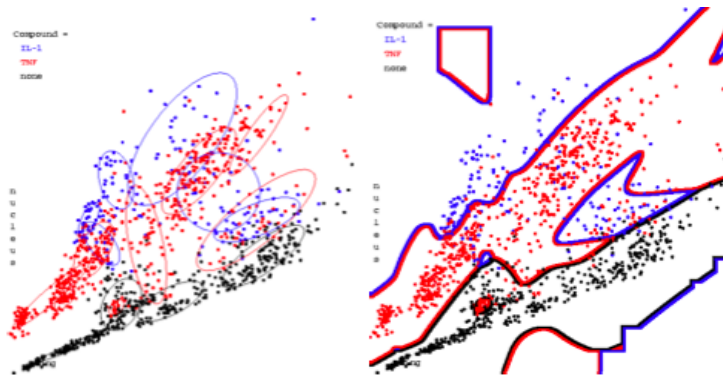 Compound =
IL-1
TNF
none
nucleus
Compound =
IL-1
TNF
none
nucleus